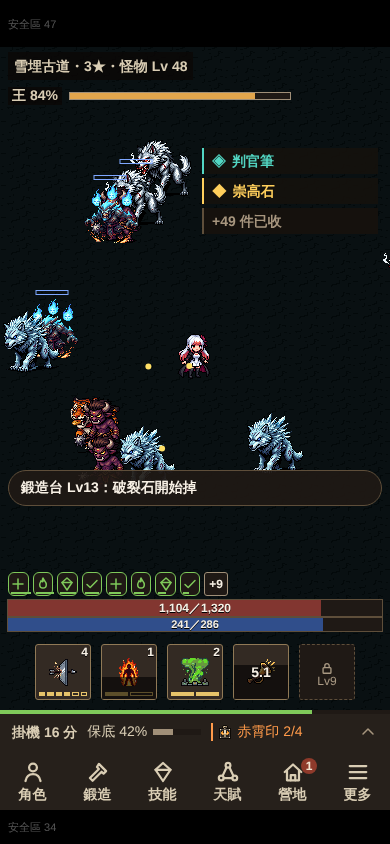 安全區 47
雪埋古道・3★・怪物 Lv 48
王 84%
判官筆
崇高石
+49 件已收
鍛造台 Lv13：破裂石開始掉
+9
1,104／1,320
241／286
4
1
2
5.1
Lv9
掛機 16 分 保底 42% 赤霄印 2/4
1
角色 鍛造 技能 天賦 營地 更多
安全區 34